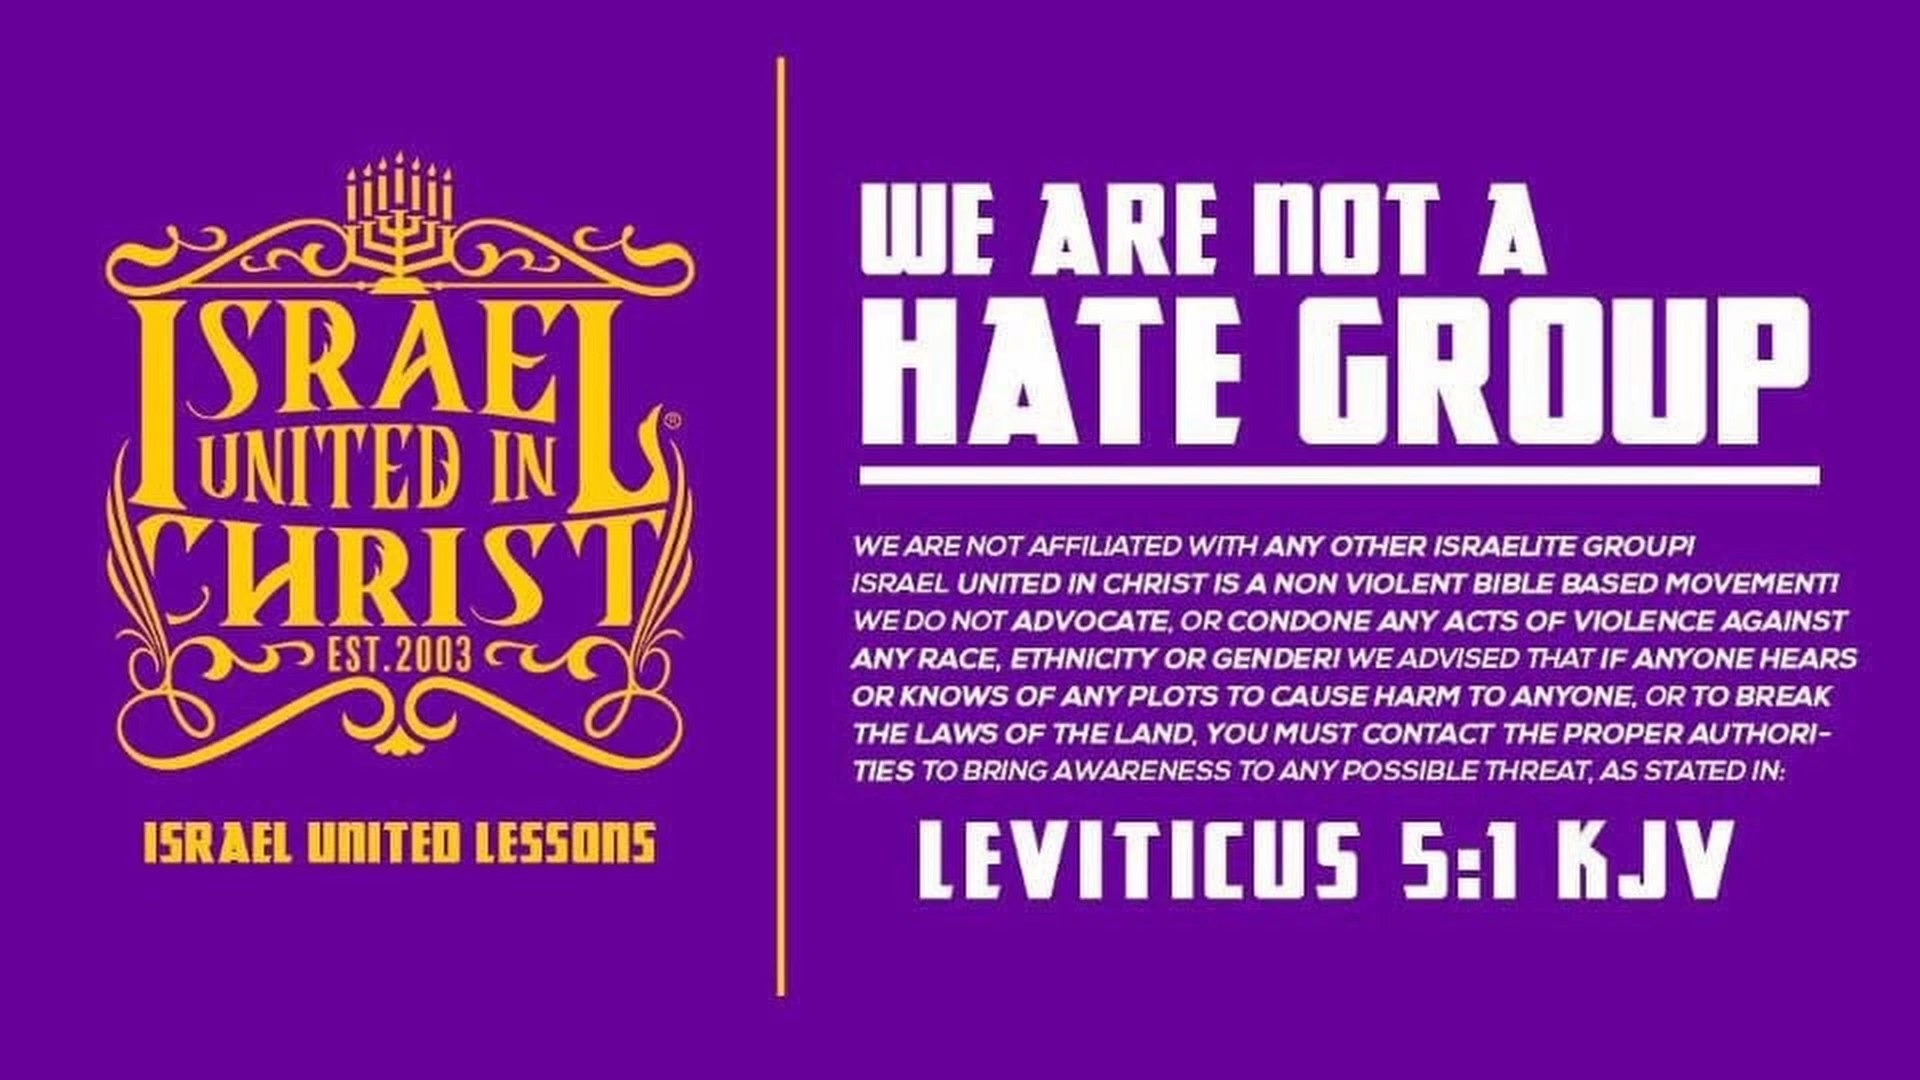 ISRAEL
UNITED IN
CHRIST
®
EST.2003
ISRAEL UNITED LESSONS
WE ARE NOT A
HATE GROUP
WE ARE NOT AFFILIATED WITH ANY OTHER ISRAELITE GROUP!
ISRAEL UNITED IN CHRIST IS A NON VIOLENT BIBLE BASED MOVEMENT!
WE DO NOT ADVOCATE, OR CONDONE ANY ACTS OF VIOLENCE AGAINST
ANY RACE, ETHNICITY OR GENDER! WE ADVISED THAT IF ANYONE HEARS
OR KNOWS OF ANY PLOTS TO CAUSE HARM TO ANYONE, OR TO BREAK
THE LAWS OF THE LAND, YOU MUST CONTACT THE PROPER AUTHORI-
TIES TO BRING AWARENESS TO ANY POSSIBLE THREAT, AS STATED IN:
LEVITICUS 5:1 KJV